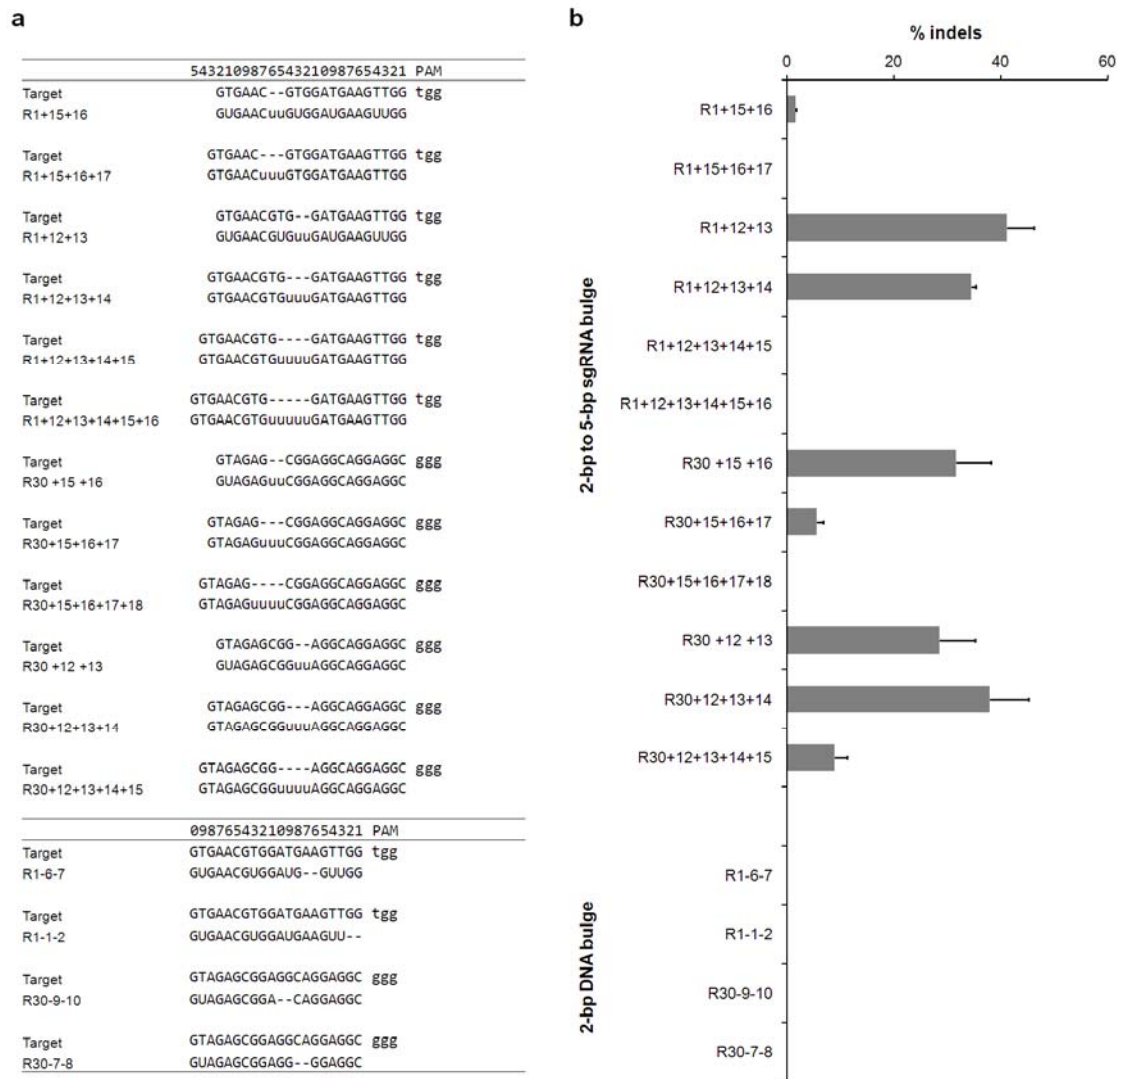 a
5432109876543210987654321 PAM
Target GTGAAC--GTGGATGAAGTTGG tgg
R1+15+16 GUGAACuuGUGGAUGAAGUUGG
Target GTGAAC---GTGGATGAAGTTGG tgg
R1+15+16+17 GTGAACuuuGTGGATGAAGTTGG
Target GTGAACGTG--GATGAAGTTGG tgg
R1+12+13 GUGAACGUGuuGAUGAAGUUGG
Target GTGAACGTG---GATGAAGTTGG tgg
R1+12+13+14 GTGAACGTGuuuGATGAAGTTGG
Target GTGAACGTG----GATGAAGTTGG tgg
R1+12+13+14+15 GTGAACGTGuuuuGATGAAGTTGG
Target GTGAACGTG-----GATGAAGTTGG tgg
R1+12+13+14+15+16 GTGAACGTGuuuuuGATGAAGTTGG
Target GTAGAG--CGGAGGCAGGAGGC ggg
R30 +15 +16 GUAGAGuuCGGAGGCAGGAGGC
Target GTAGAG---CGGAGGCAGGAGGC ggg
R30+15+16+17 GTAGAGuuuCGGAGGCAGGAGGC
Target GTAGAG----CGGAGGCAGGAGGC ggg
R30+15+16+17+18 GTAGAGuuuuCGGAGGCAGGAGGC
Target GTAGAGCGG--AGGCAGGAGGC ggg
R30 +12 +13 GUAGAGCGGuuAGGCAGGAGGC
Target GTAGAGCGG---AGGCAGGAGGC ggg
R30+12+13+14 GTAGAGCGGuuuAGGCAGGAGGC
Target GTAGAGCGG----AGGCAGGAGGC ggg
R30+12+13+14+15 GTAGAGCGGuuuuAGGCAGGAGGC
09876543210987654321 PAM
Target GTGAACGTGGATGAAGTTGG tgg
R1-6-7 GUGAACGUGGAUG--GUUGG
Target GTGAACGTGGATGAAGTTGG tgg
R1-1-2 GUGAACGUGGAUGAAGUU--
Target GTAGAGCGGAGGCAGGAGGC ggg
R30-9-10 GUAGAGCGGA--CAGGAGGC
Target GTAGAGCGGAGGCAGGAGGC ggg
R30-7-8 GUAGAGCGGAGG--GGAGGC
b
% indels
0 20 40 60
2-bp to 5-bp sgRNA bulge
R1+15+16
R1+15+16+17
R1+12+13
R1+12+13+14
R1+12+13+14+15
R1+12+13+14+15+16
R30 +15 +16
R30+15+16+17
R30+15+16+17+18
R30 +12 +13
R30+12+13+14
R30+12+13+14+15
2-bp DNA bulge
R1-6-7
R1-1-2
R30-9-10
R30-7-8